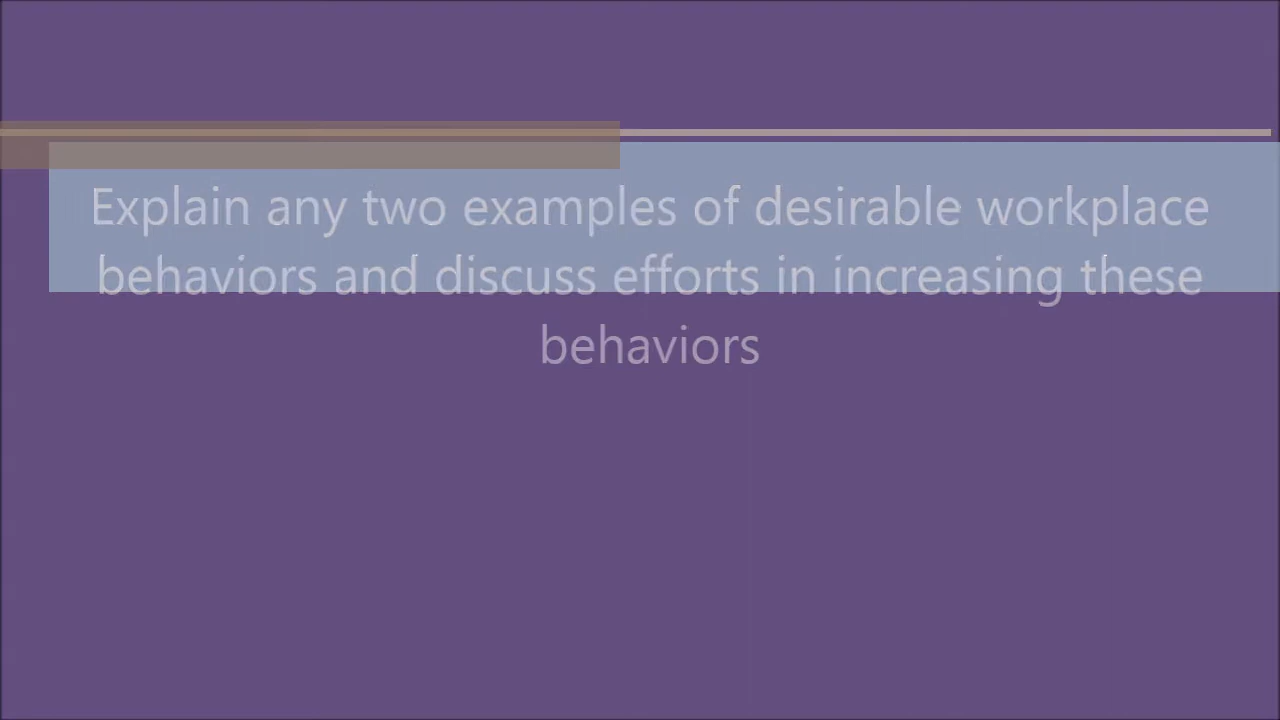 Explain any two examples of desirable workplace
behaviors and discuss efforts in increasing these
behaviors